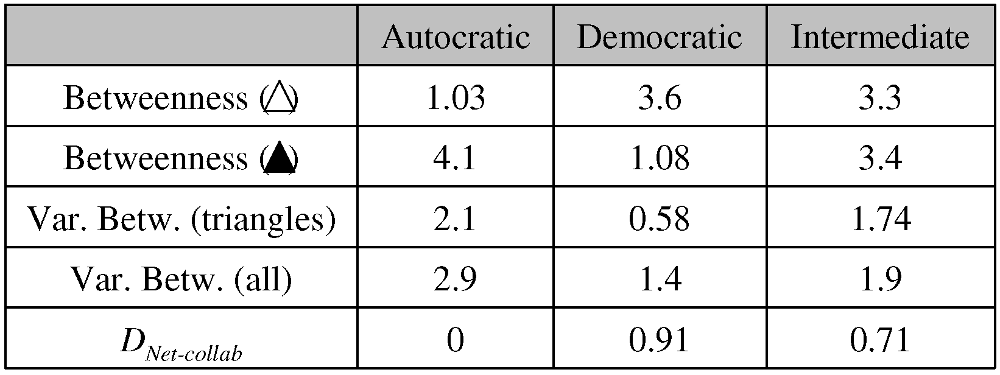 Autocratic Democratic Intermediate
Betweenness (△) 1.03 3.6 3.3
Betweenness (▲) 4.1 1.08 3.4
Var. Betw. (triangles) 2.1 0.58 1.74
Var. Betw. (all) 2.9 1.4 1.9
D Net-collab 0 0.91 0.71